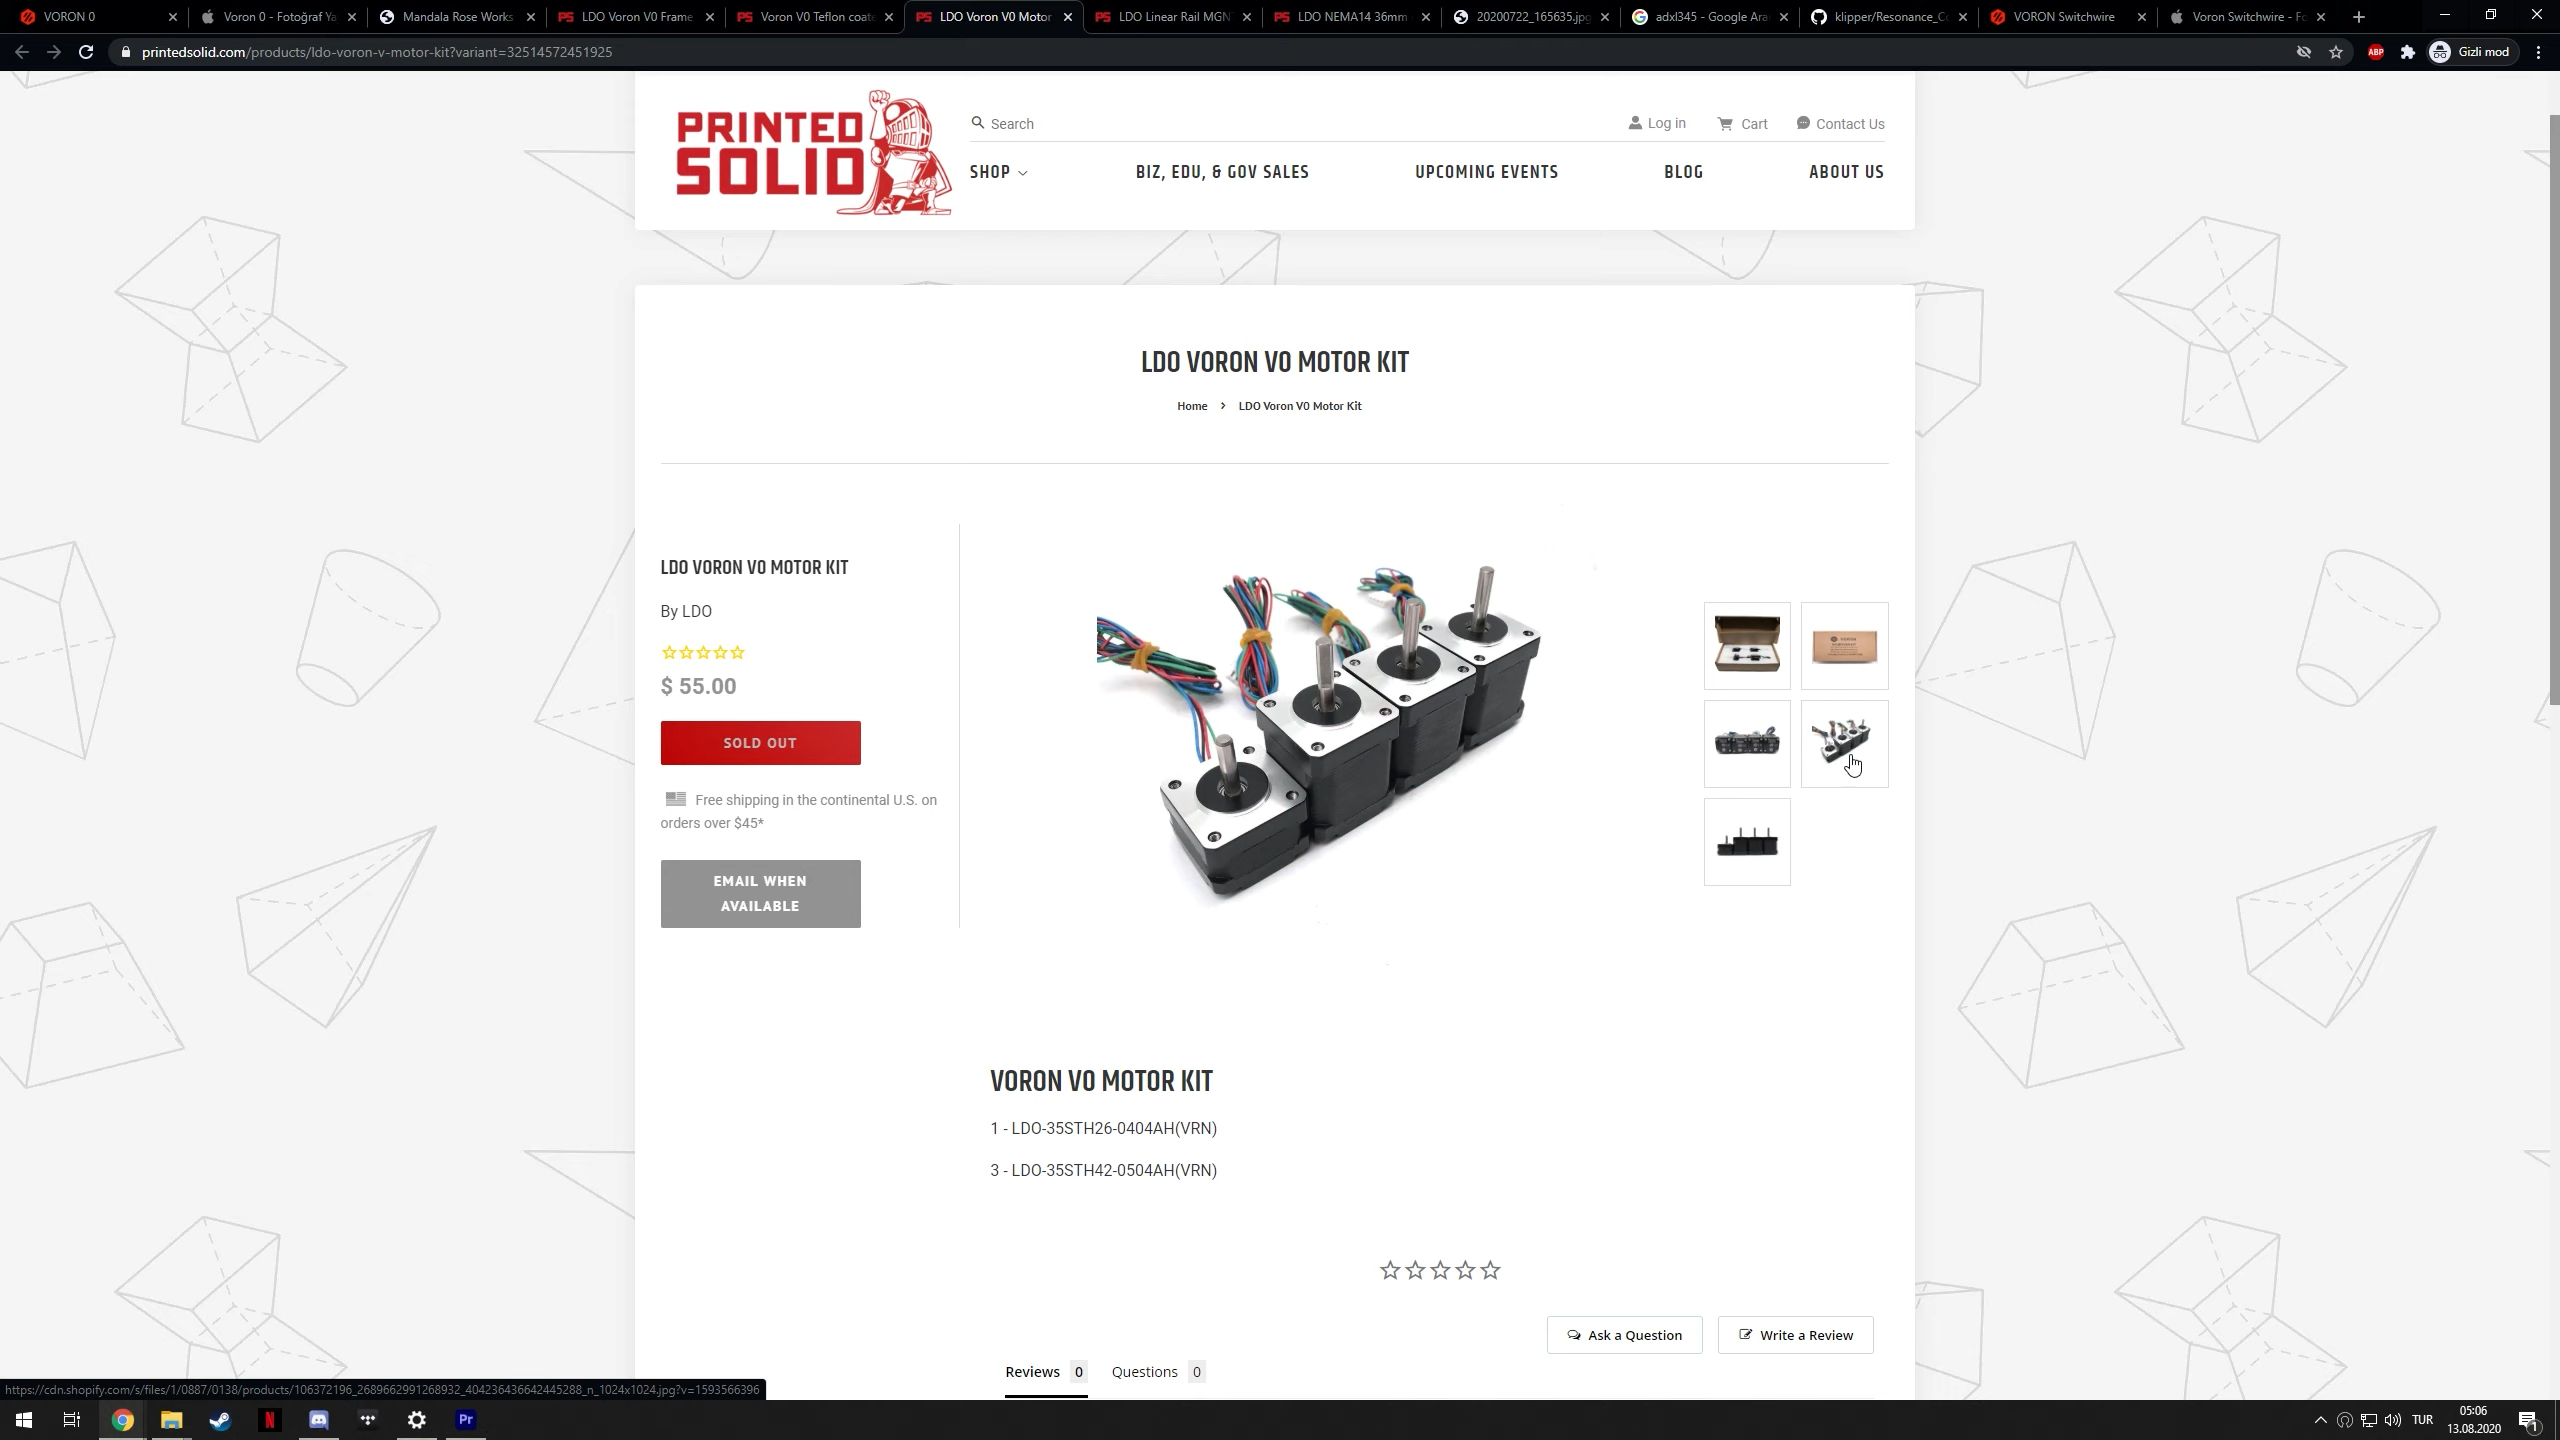 VORON 0
Voron 0 - Fotoğraf Ya
Mandala Rose Works
LDO Voron V0 Frame
Voron V0 Teflon coate
LDO Voron V0 Motor
LDO Linear Rail MGN
LDO NEMA14 36mm
20200722_165635.jpg
adxl345 - Google Ara
klipper/Resonance_Co
VORON Switchwire
Voron Switchwire - Fo
printedsolid.com/products/ldo-voron-v-motor-kit?variant=32514572451925
ABP
Gizli mod
PRINTED
SOLID
Search
Log in
Cart
Contact Us
SHOP
BIZ, EDU, & GOV SALES
UPCOMING EVENTS
BLOG
ABOUT US
LDO VORON V0 MOTOR KIT
Home > LDO Voron V0 Motor Kit
LDO VORON V0 MOTOR KIT
By LDO
$ 55.00
SOLD OUT
Free shipping in the continental U.S. on
orders over $45*
EMAIL WHEN
AVAILABLE
VORON V0 MOTOR KIT
1 - LDO-35STH26-0404AH(VRN)
3 - LDO-35STH42-0504AH(VRN)
Ask a Question
Write a Review
Reviews 0
Questions 0
https://cdn.shopify.com/s/files/1/0887/0138/products/106372196_2689662991268932_404236436642445288_n_1024x1024.jpg?v=1593566396
Pr
TUR
05:06
13.08.2020
1